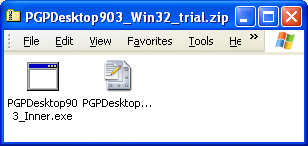 PGPDesktop903_Win32_trial.zip
File Edit View Favorites Tools He »
PGPDesktop90
3_Inner.exe
PGPDesktop...